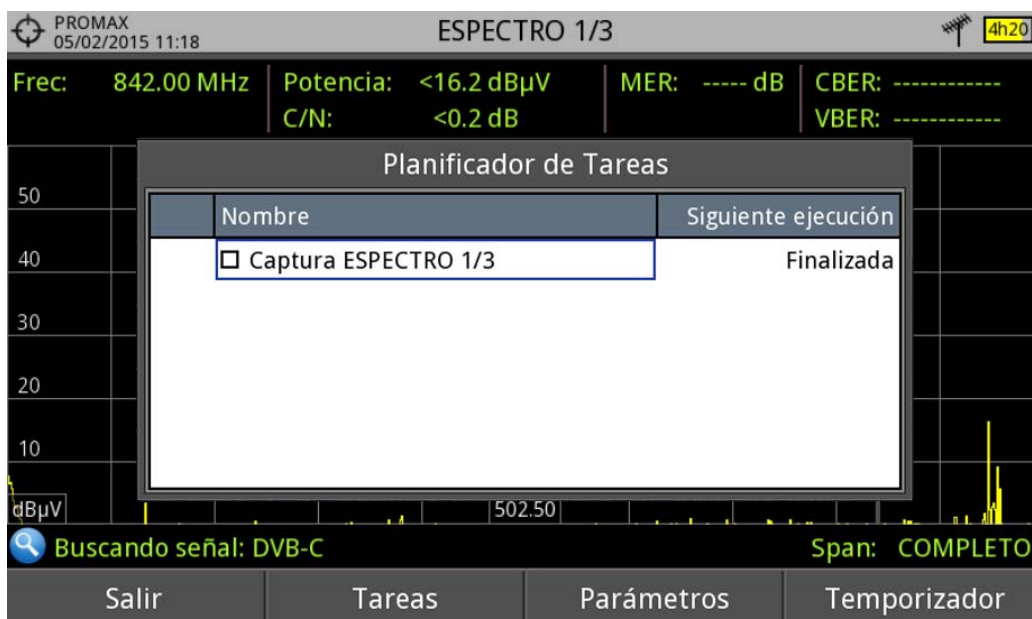 PROMAX
05/02/2015 11:18
ESPECTRO 1/3
4h20
Frec: 842.00 MHz
Potencia: <16.2 dBµV
MER: ----- dB
CBER: ------------
C/N: <0.2 dB
VBER: ------------
Planificador de Tareas
Nombre
Siguiente ejecución
Captura ESPECTRO 1/3
Finalizada
50
40
30
20
10
dBµV
502.50
Buscando señal: DVB-C
Span: COMPLETO
Salir
Tareas
Parámetros
Temporizador